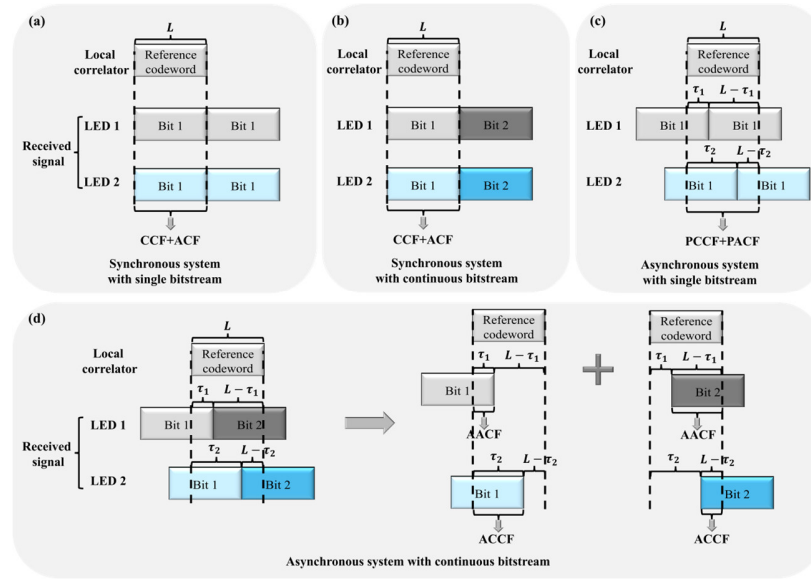 (a)
L
Local
correlator
Reference
codeword
Received
signal
LED 1
Bit 1
Bit 1
LED 2
Bit 1
Bit 1
CCF+ACF
Synchronous system
with single bitstream
(b)
L
Local
correlator
Reference
codeword
LED 1
Bit 1
Bit 2
LED 2
Bit 1
Bit 2
CCF+ACF
Synchronous system
with continuous bitstream
(c)
L
Local
correlator
Reference
codeword
τ₁
L − τ₁
LED 1
Bit 1
Bit 1
τ₂
L − τ₂
LED 2
Bit 1
Bit 1
PCCF+PACF
Asynchronous system
with single bitstream
(d)
L
Local
correlator
Reference
codeword
τ₁
L − τ₁
Received
signal
LED 1
Bit 1
Bit 2
τ₂
L − τ₂
LED 2
Bit 1
Bit 2
Reference
codeword
τ₁
L − τ₁
Bit 1
AACF
τ₂
L − τ₂
Bit 1
ACCF
Reference
codeword
τ₁
L − τ₁
Bit 2
AACF
τ₂
L − τ₂
Bit 2
ACCF
Asynchronous system with continuous bitstream